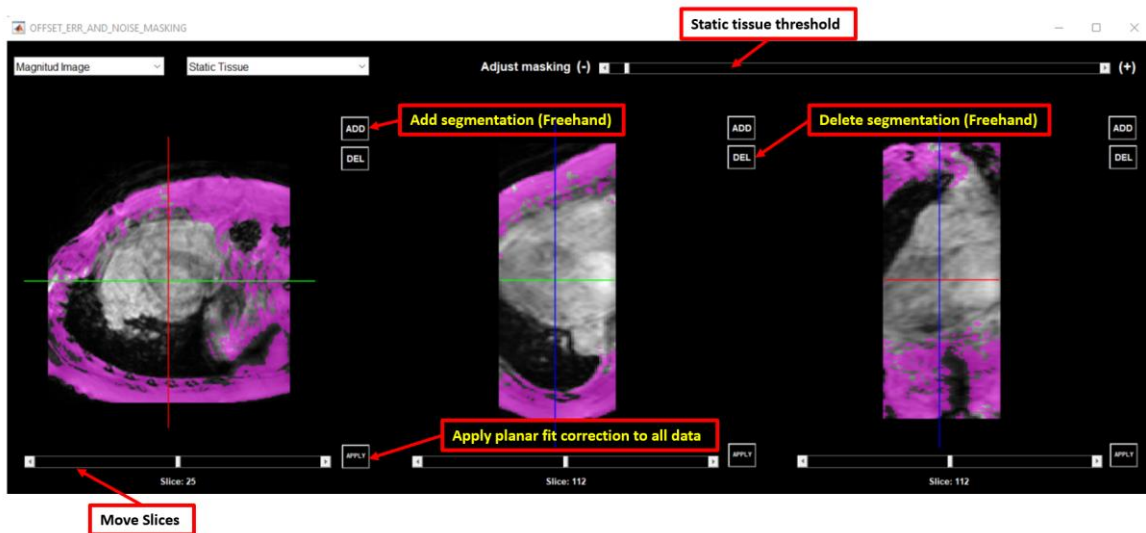 OFFSET_ERR_AND_NOISE_MASKING
Static tissue threshold
Magnitud Image
Static Tissue
Adjust masking (-)
(+)
ADD
Add segmentation (Freehand)
ADD
Delete segmentation (Freehand)
ADD
DEL
DEL
DEL
Apply planar fit correction to all data
APPLY
APPLY
APPLY
Slice: 25
Slice: 112
Slice: 112
Move Slices